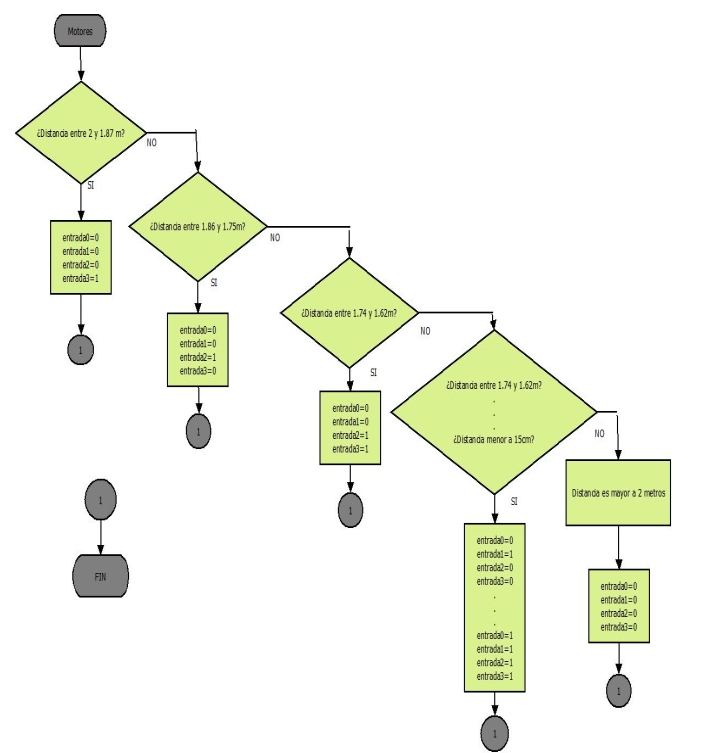 Motores
¿Distancia entre 2 y 1.87 m?
NO
SI
entrada0=0
entrada1=0
entrada2=0
entrada3=1
1
¿Distancia entre 1.86 y 1.75m?
NO
SI
entrada0=0
entrada1=0
entrada2=1
entrada3=0
1
¿Distancia entre 1.74 y 1.62m?
NO
SI
entrada0=0
entrada1=0
entrada2=1
entrada3=1
1
¿Distancia entre 1.74 y 1.62m?
.
.
.
¿Distancia menor a 15cm?
NO
SI
entrada0=0
entrada1=1
entrada2=0
entrada3=0
.
.
.
entrada0=1
entrada1=1
entrada2=1
entrada3=1
1
Distancia es mayor a 2 metros
entrada0=0
entrada1=0
entrada2=0
entrada3=0
1
1
FIN